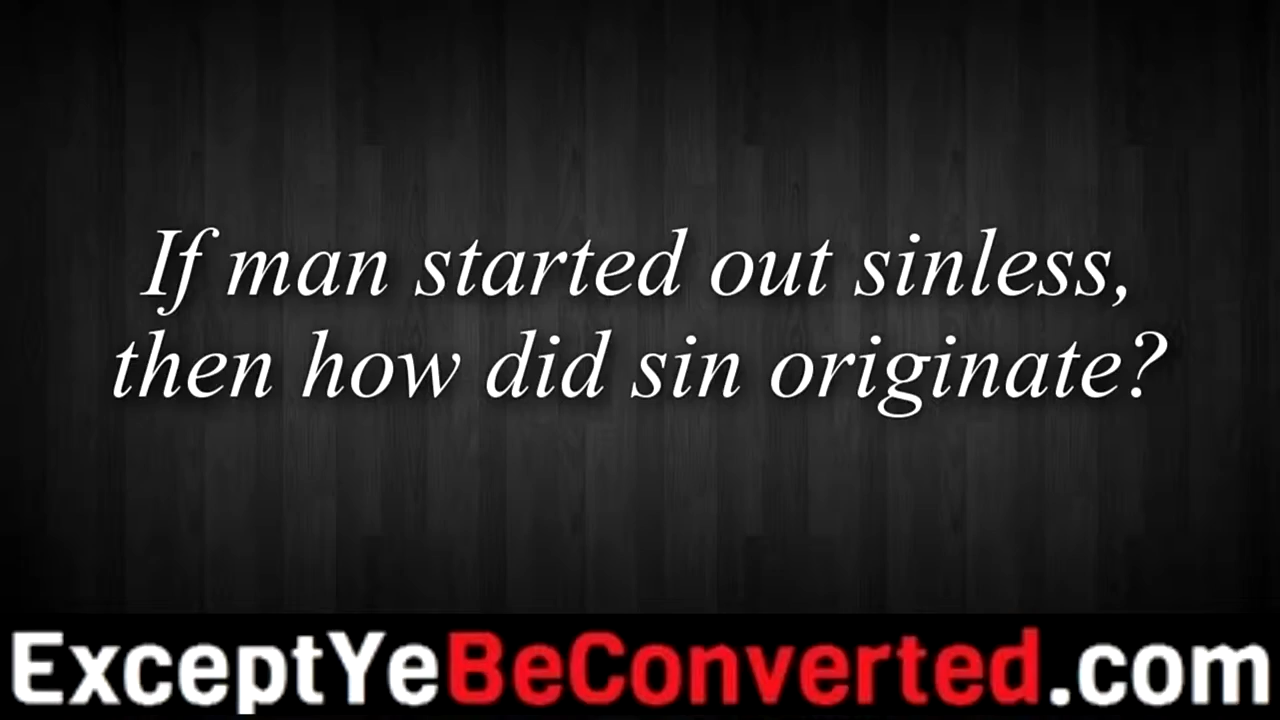 If man started out sinless,
then how did sin originate?
ExceptYeBeConverted.com